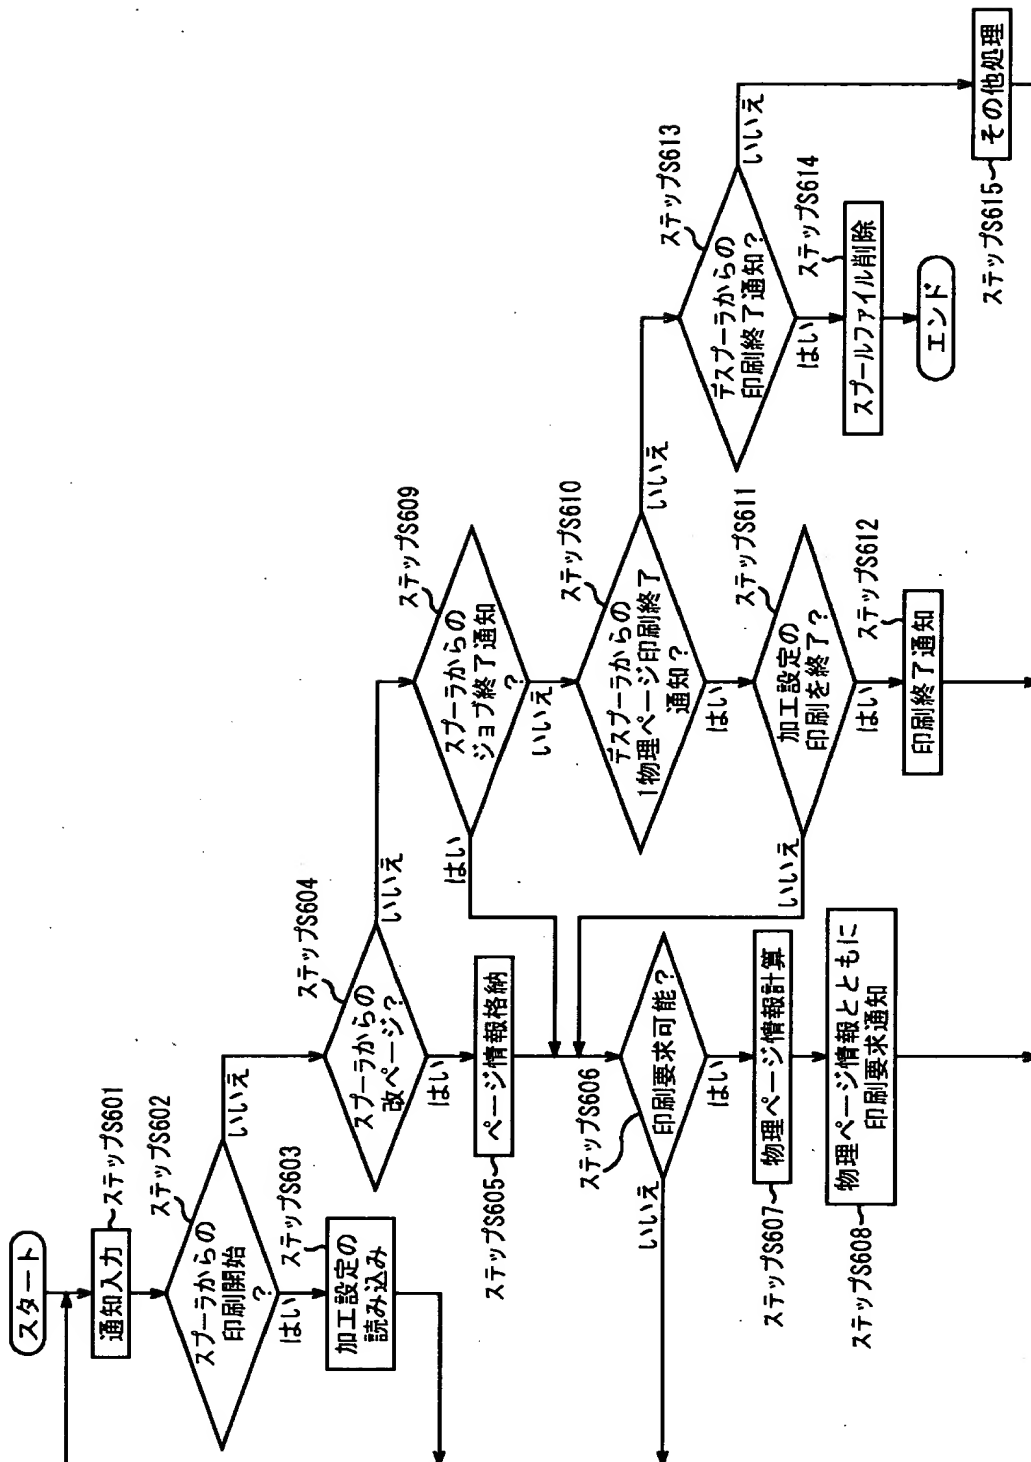 スタート
通知入力
ステップS601
スプーラからの
印刷開始
?
ステップS602
はい
いいえ
加工設定の
読み込み
ステップS603
スプーラからの
改ページ?
ステップS604
はい
いいえ
ページ情報格納
ステップS605
印刷要求可能?
ステップS606
はい
いいえ
物理ページ情報計算
ステップS607
物理ページ情報とともに
印刷要求通知
ステップS608
スプーラからの
ジョブ終了通知
?
ステップS609
はい
いいえ
デスプーラからの
1物理ページ印刷終了
通知?
ステップS610
はい
いいえ
加工設定の
印刷を終了?
ステップS611
はい
いいえ
印刷終了通知
ステップS612
デスプーラからの
印刷終了通知?
ステップS613
はい
いいえ
スプールファイル削除
ステップS614
エンド
その他処理
ステップS615